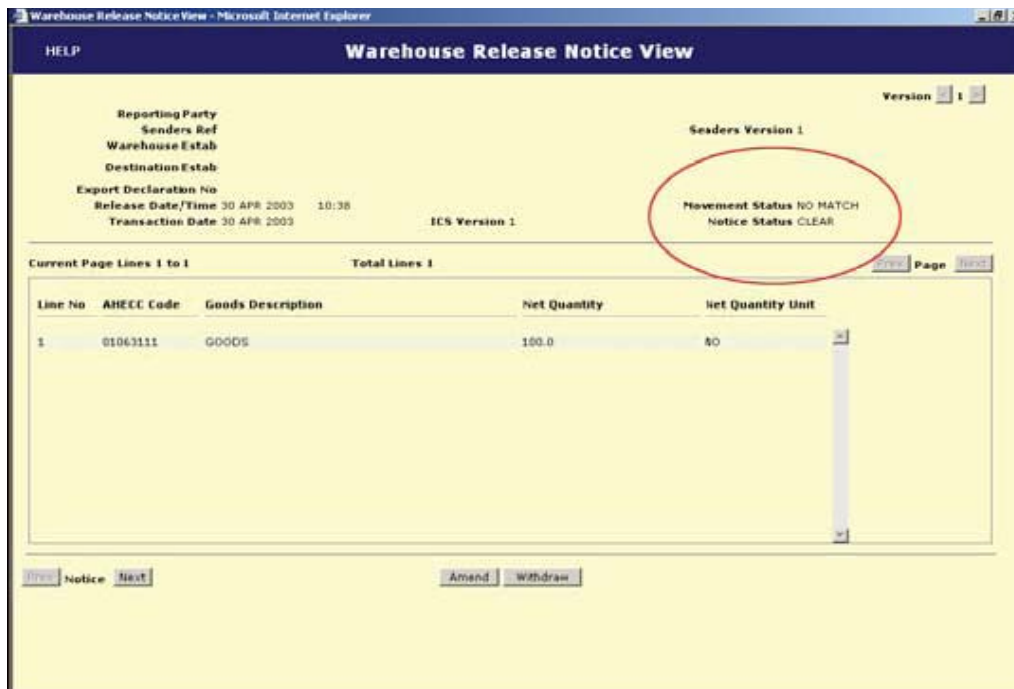 Warehouse Release Notice View - Microsoft Internet Explorer
HELP Warehouse Release Notice View
Version 1
Reporting Party
Senders Ref Senders Version 1
Warehouse Estab
Destination Estab
Export Declaration No
Release Date/Time 30 APR 2003 10:38 Movement Status NO MATCH
Transaction Date 30 APR 2003 ICS Version 1 Notice Status CLEAR
Current Page Lines 1 to 1 Total Lines 1 Prev Page Next
Line No AHECC Code Goods Description Net Quantity Net Quantity Unit
1 01063111 GOODS 100.0 NO
Prev Notice Next Amend Withdraw